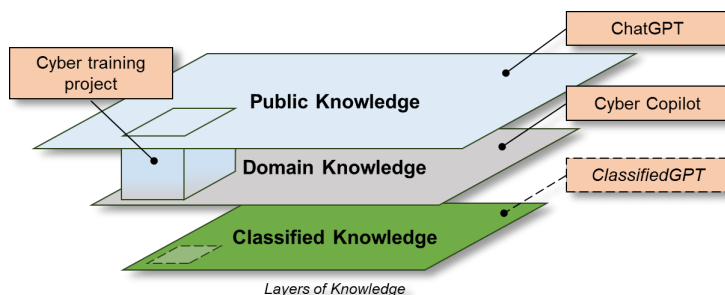 ChatGPT
Cyber training
project
Public Knowledge
Cyber Copilot
Domain Knowledge
ClassifiedGPT
Classified Knowledge
Layers of Knowledge